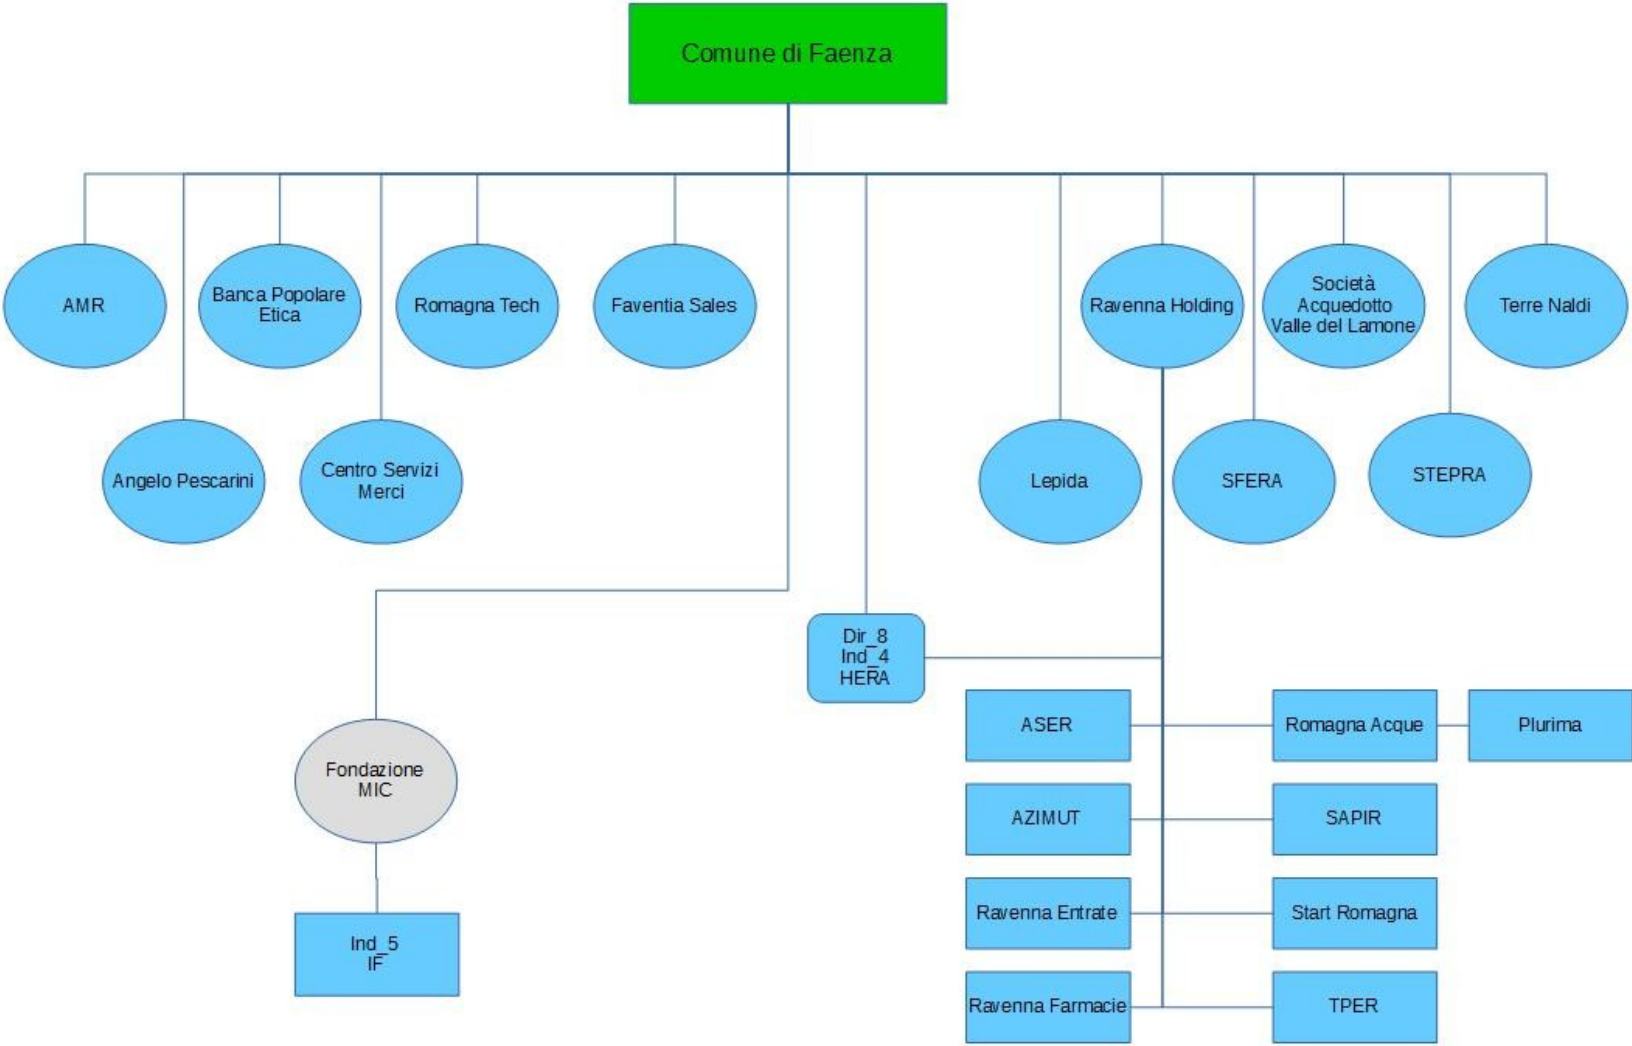 Comune di Faenza
AMR
Banca Popolare
Etica
Romagna Tech
Faventia Sales
Ravenna Holding
Società
Acquedotto
Valle del Lamone
Terre Naldi
Angelo Pescarini
Centro Servizi
Merci
Lepida
SFERA
STEPRA
Dir_8
Ind_4
HERA
Fondazione
MIC
Ind_5
IF
ASER
Romagna Acque
Plurima
AZIMUT
SAPIR
Ravenna Entrate
Start Romagna
Ravenna Farmacie
TPER